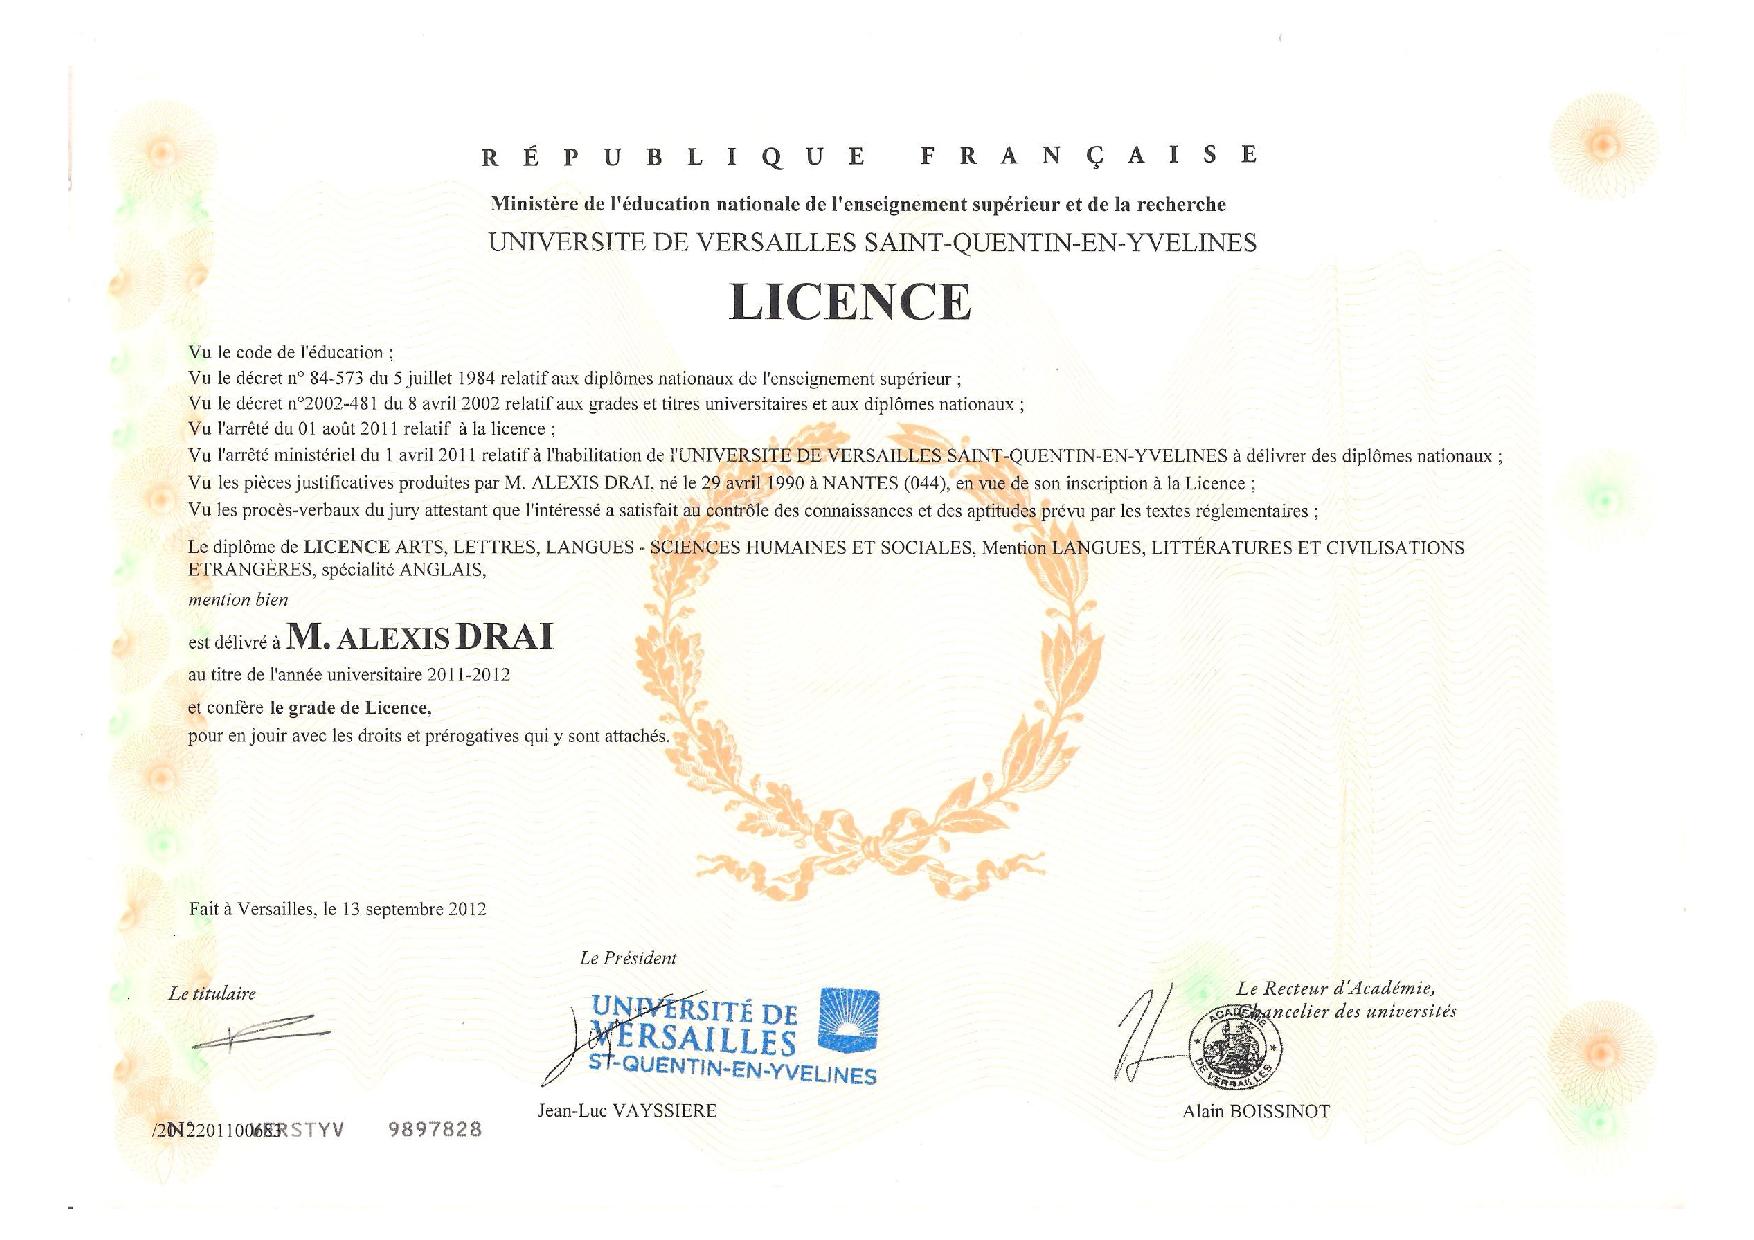 RÉPUBLIQUE FRANÇAISE
Ministère de l'éducation nationale de l'enseignement supérieur et de la recherche
UNIVERSITE DE VERSAILLES SAINT-QUENTIN-EN-YVELINES
LICENCE
Vu le code de l'éducation ;
Vu le décret n° 84-573 du 5 juillet 1984 relatif aux diplômes nationaux de l'enseignement supérieur ;
Vu le décret n°2002-481 du 8 avril 2002 relatif aux grades et titres universitaires et aux diplômes nationaux ;
Vu l'arrêté du 01 août 2011 relatif à la licence ;
Vu l'arrêté ministériel du 1 avril 2011 relatif à l'habilitation de l'UNIVERSITE DE VERSAILLES SAINT-QUENTIN-EN-YVELINES à délivrer des diplômes nationaux ;
Vu les pièces justificatives produites par M. ALEXIS DRAI, né le 29 avril 1990 à NANTES (044), en vue de son inscription à la Licence ;
Vu les procès-verbaux du jury attestant que l'intéressé a satisfait au contrôle des connaissances et des aptitudes prévu par les textes réglementaires ;
Le diplôme de LICENCE ARTS, LETTRES, LANGUES - SCIENCES HUMAINES ET SOCIALES, Mention LANGUES, LITTÉRATURES ET CIVILISATIONS
ETRANGÈRES, spécialité ANGLAIS,
mention bien
est délivré à M. ALEXIS DRAI
au titre de l'année universitaire 2011-2012
et confère le grade de Licence,
pour en jouir avec les droits et prérogatives qui y sont attachés.
Fait à Versailles, le 13 septembre 2012
Le Président
Le titulaire
Le Recteur d'Académie,
Chancelier des universités
UNIVERSITÉ DE
VERSAILLES
ST-QUENTIN-EN-YVELINES
ACADÉMIE DE VERSAILLES
Jean-Luc VAYSSIERE
Alain BOISSINOT
9897828